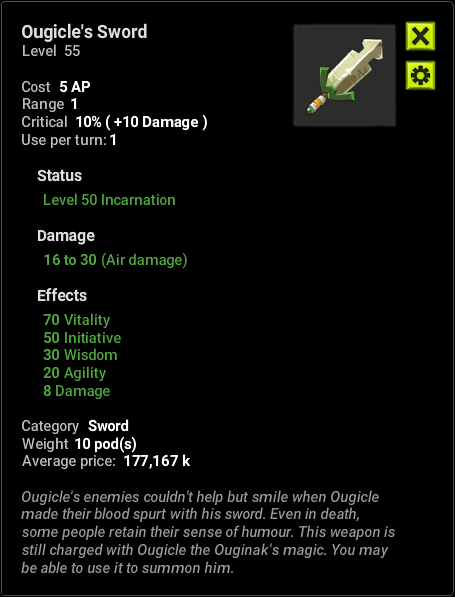 Ougicle's Sword
Level 55
Cost 5 AP
Range 1
Critical 10% ( +10 Damage )
Use per turn: 1
Status
Level 50 Incarnation
Damage
16 to 30 (Air damage)
Effects
70 Vitality
50 Initiative
30 Wisdom
20 Agility
8 Damage
Category Sword
Weight 10 pod(s)
Average price: 177,167 k
Ougicle's enemies couldn't help but smile when Ougicle
made their blood spurt with his sword. Even in death,
some people retain their sense of humour. This weapon is
still charged with Ougicle the Ouginak's magic. You may
be able to use it to summon him.